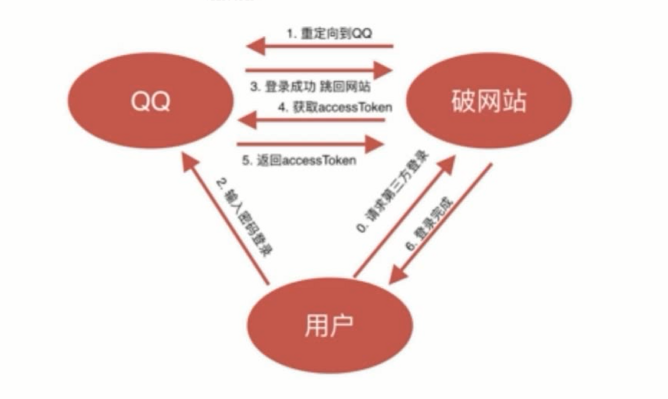 1. 重定向到QQ
QQ
破网站
3. 登录成功 跳回网站
4. 获取accessToken
5. 返回accessToken
2. 输入密码登录
0. 请求第三方登录
6. 登录完成
用户